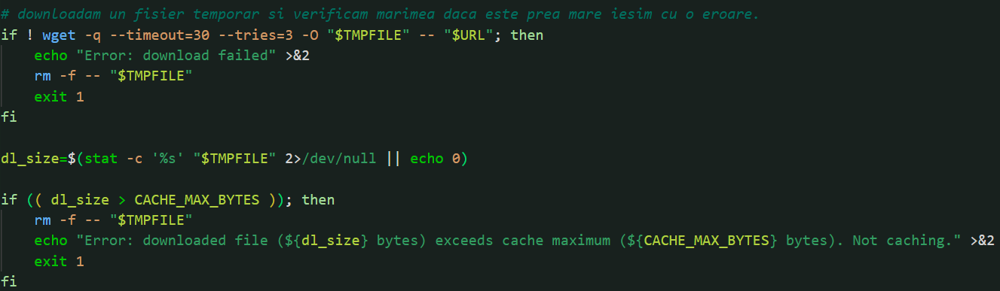 # downloadam un fisier temporar si verificam marimea daca este prea mare iesim cu o eroare.
if ! wget -q --timeout=30 --tries=3 -O "$TMPFILE" -- "$URL"; then
    echo "Error: download failed" >&2
    rm -f -- "$TMPFILE"
    exit 1
fi

dl_size=$(stat -c '%s' "$TMPFILE" 2>/dev/null || echo 0)

if (( dl_size > CACHE_MAX_BYTES )); then
    rm -f -- "$TMPFILE"
    echo "Error: downloaded file (${dl_size} bytes) exceeds cache maximum (${CACHE_MAX_BYTES} bytes). Not caching." >&2
    exit 1
fi